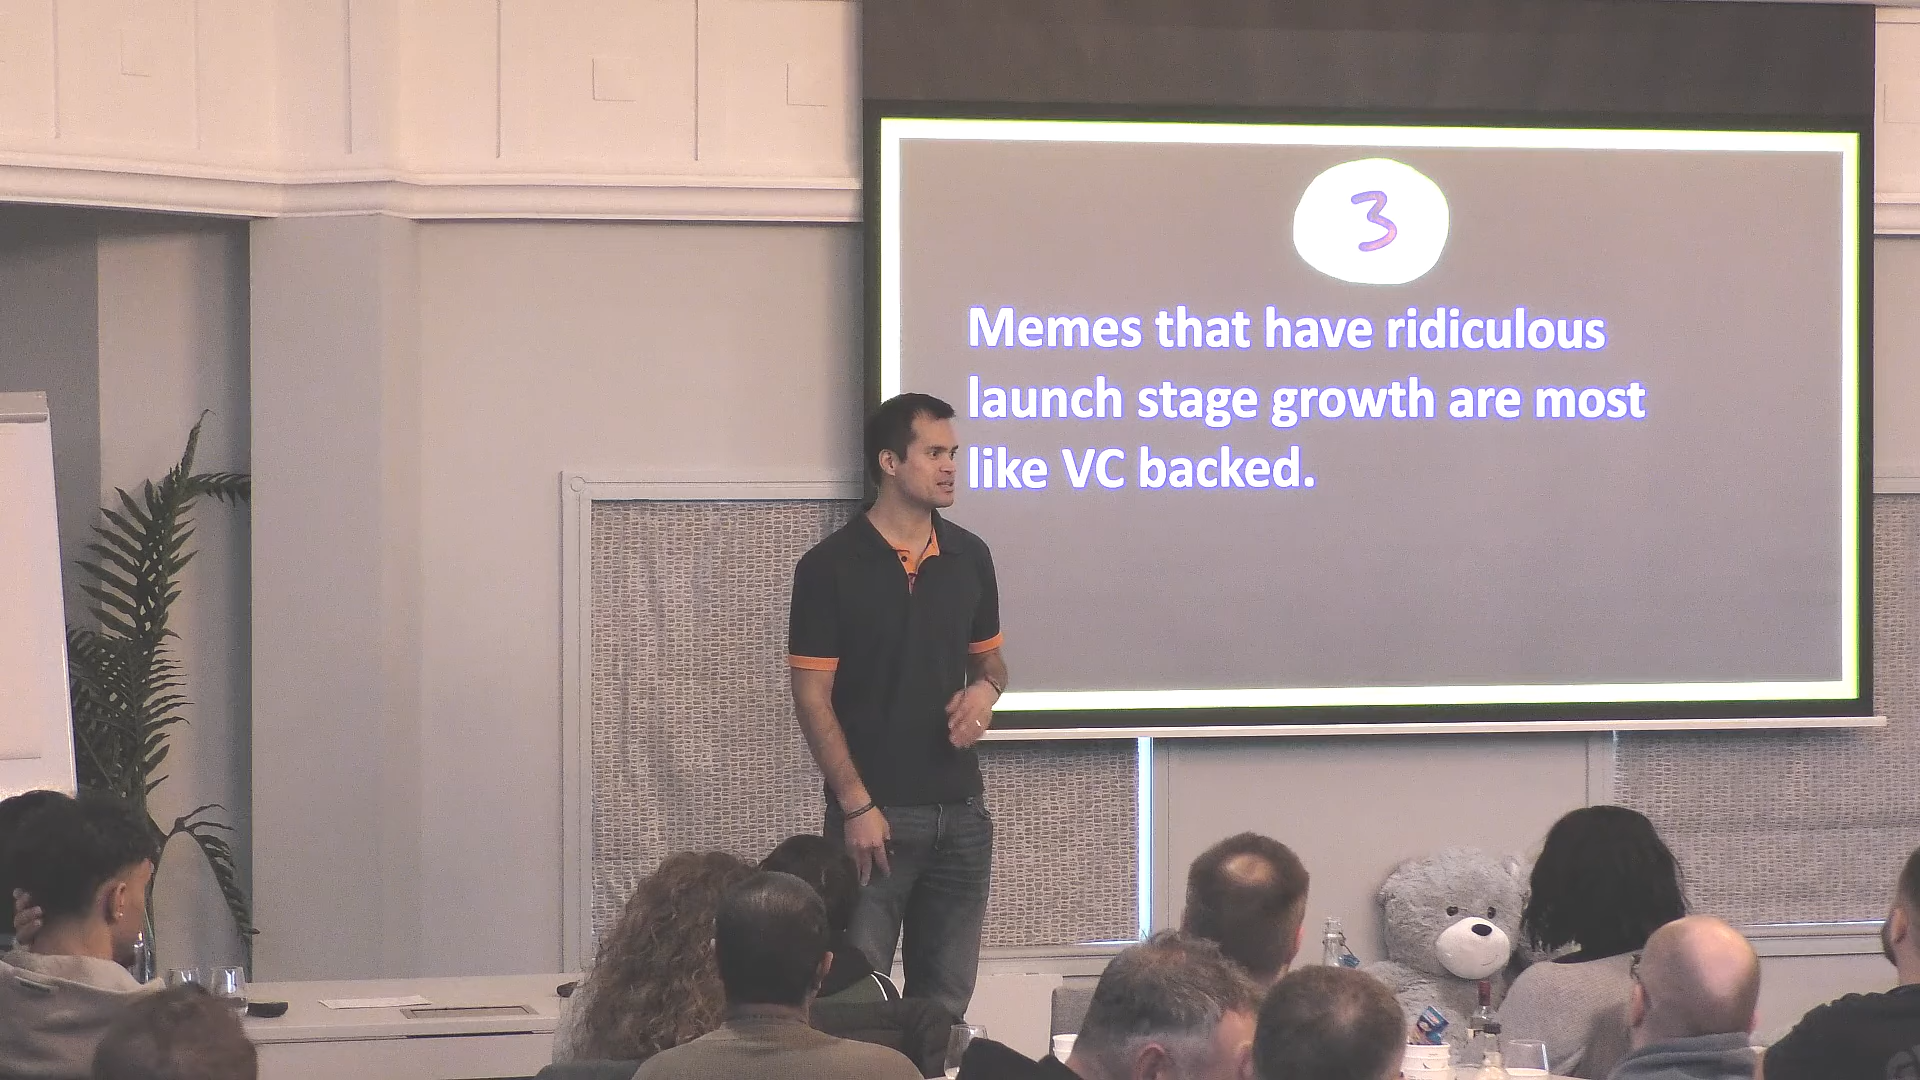 3
Memes that have ridiculous
launch stage growth are most
like VC backed.